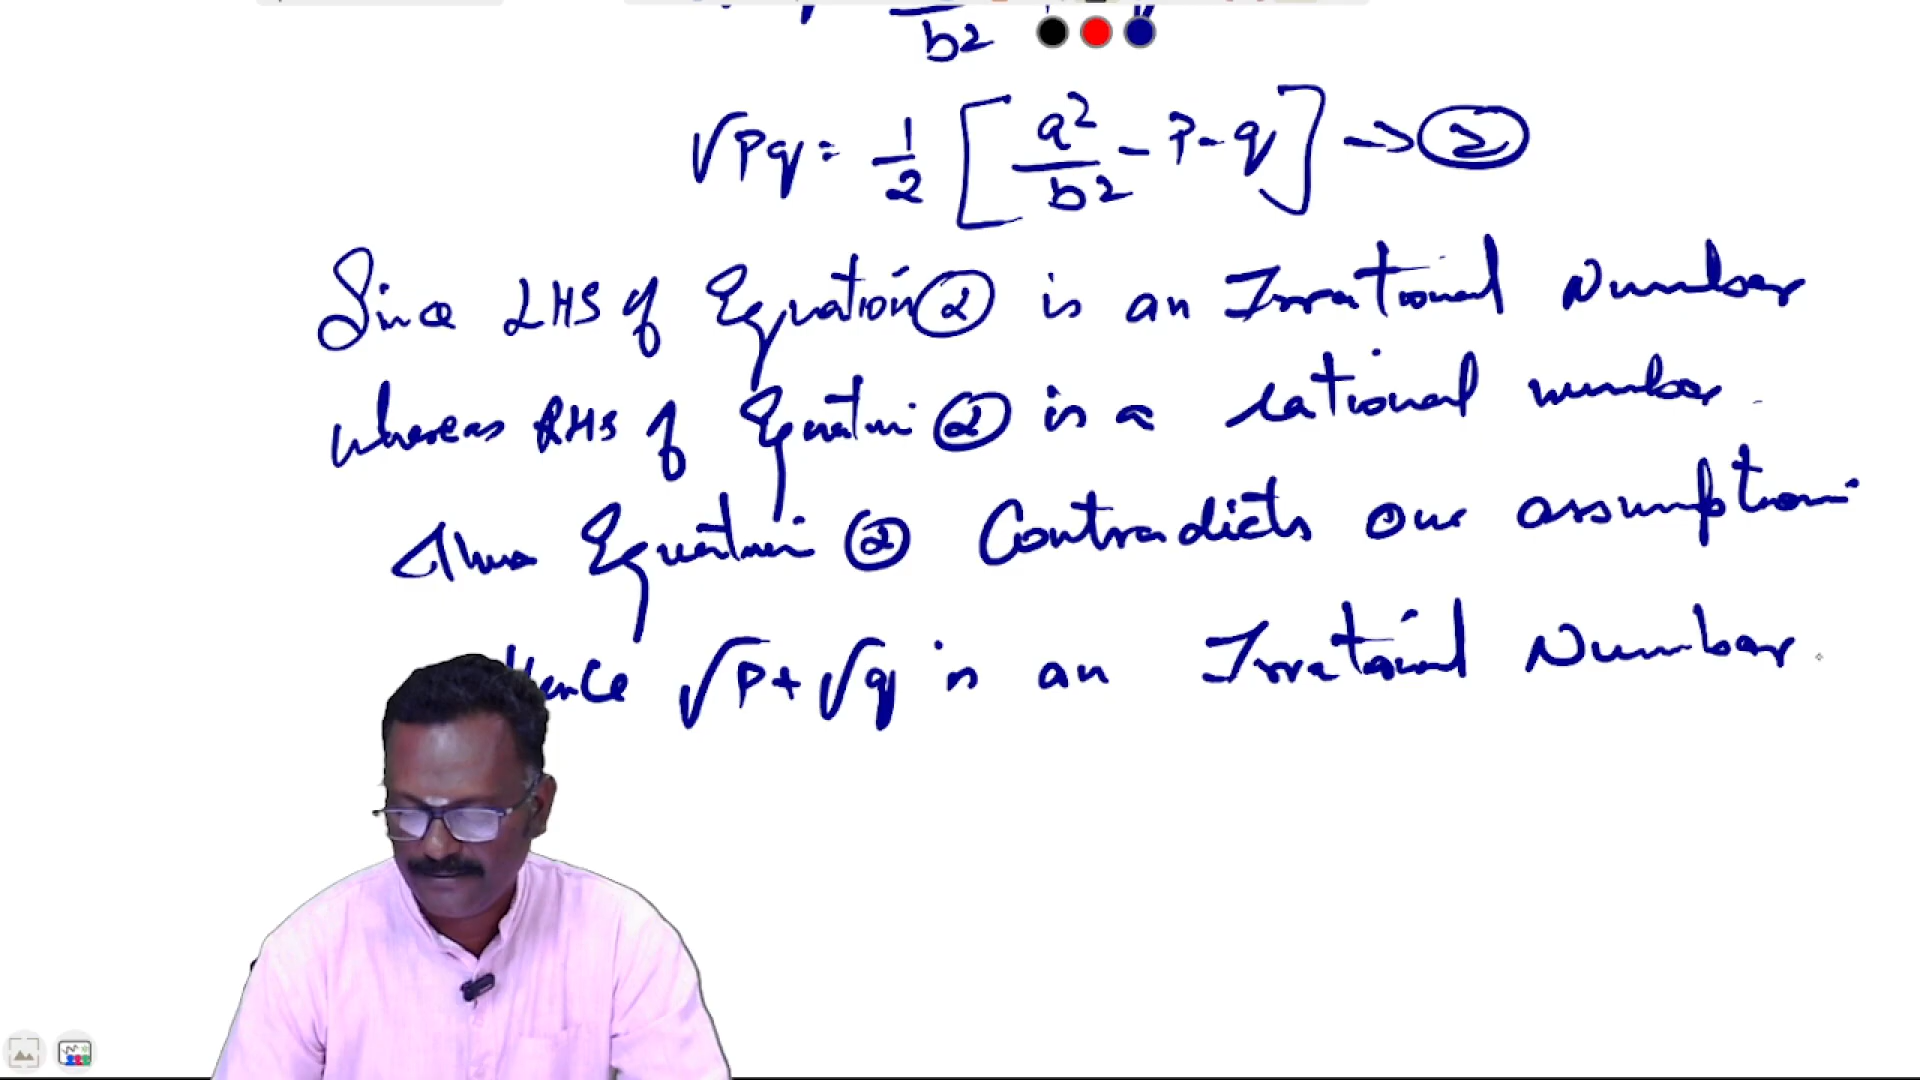 b2
√pq = 1/2 [ a²/b² - P - q ] → ②
Since LHS of Equation ② is an Irrational Number
whereas RHS of Equation ② is a rational number.
Thus Equation ② Contradicts our assumption.
Hence √P + √q is an Irrational Number.